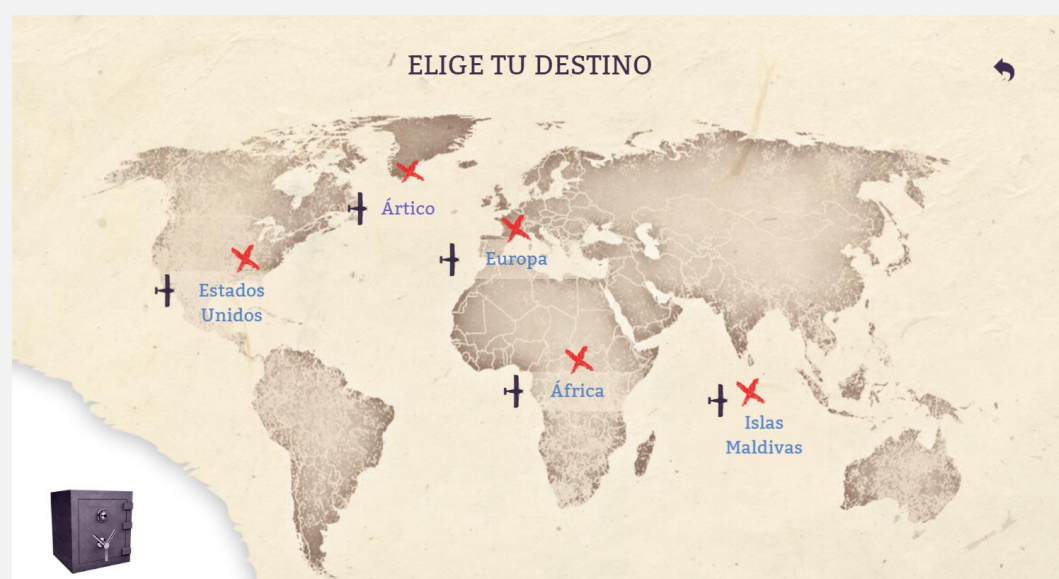 ELIGE TU DESTINO
Ártico
Europa
Estados
Unidos
África
Islas
Maldivas